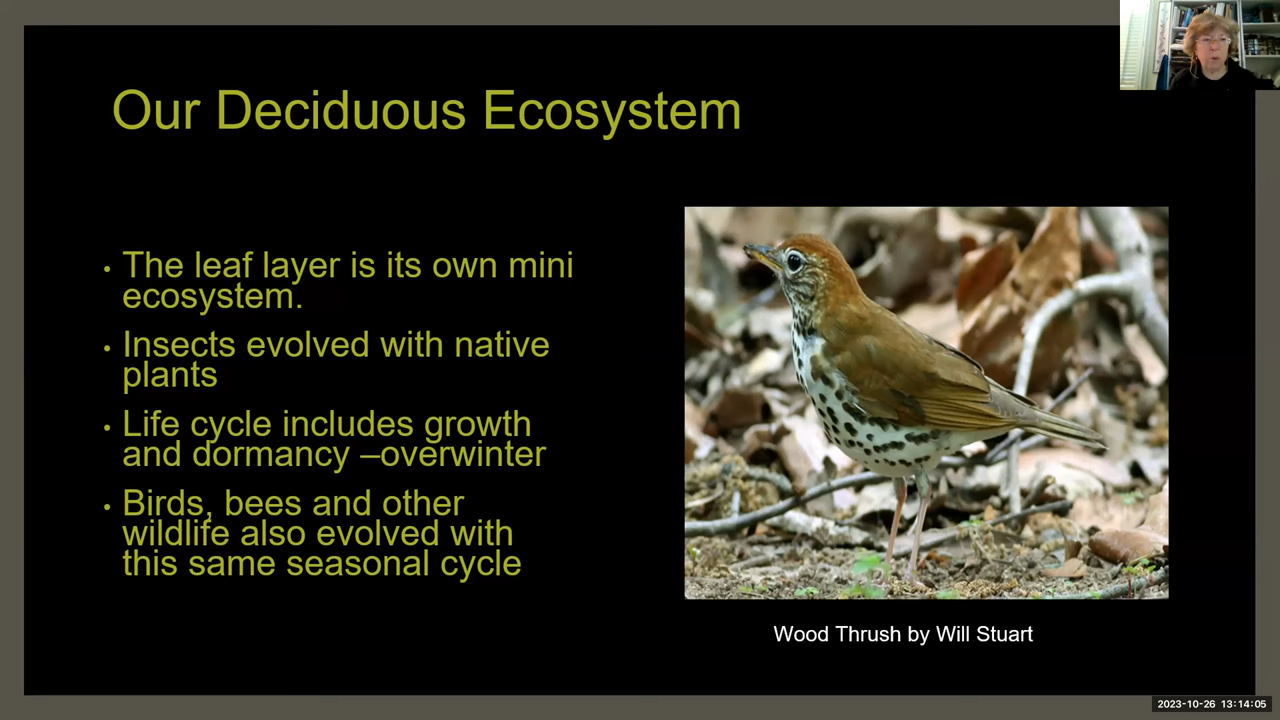 Our Deciduous Ecosystem
• The leaf layer is its own mini
ecosystem.
• Insects evolved with native
plants
• Life cycle includes growth
and dormancy –overwinter
• Birds, bees and other
wildlife also evolved with
this same seasonal cycle
Wood Thrush by Will Stuart
2023-10-26 13:14:05